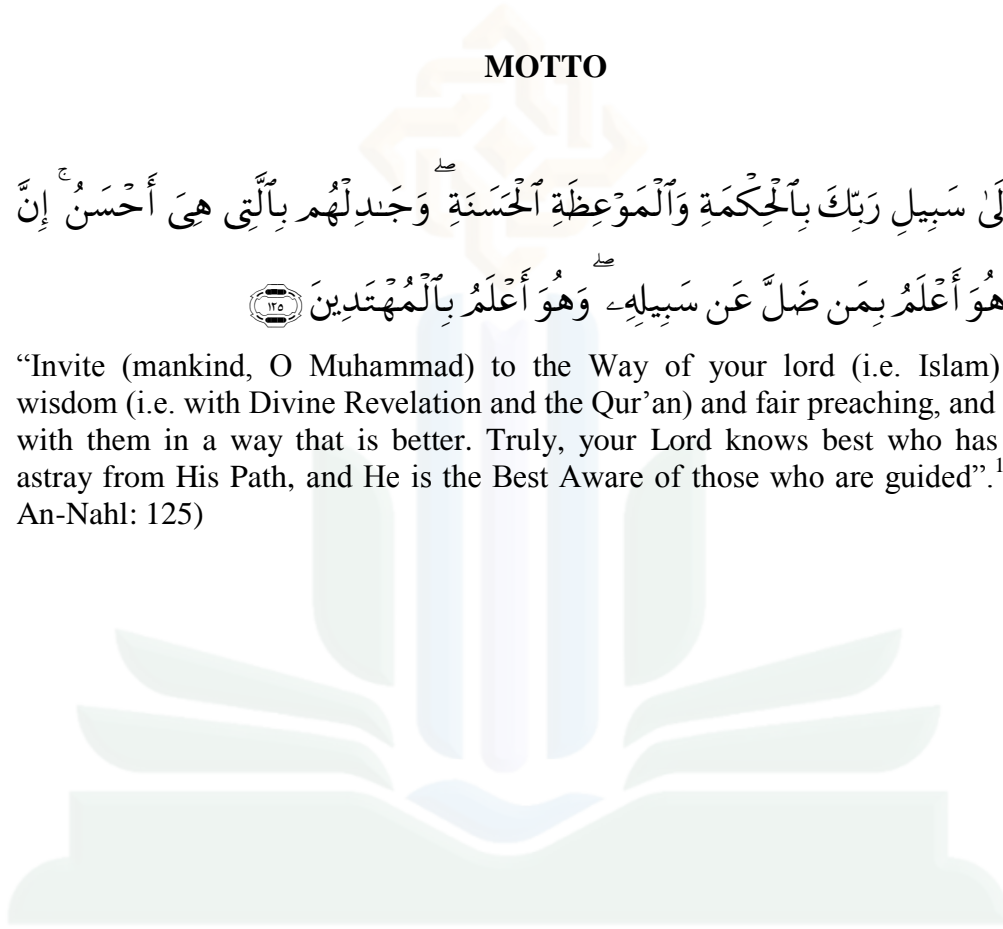 MOTTO
لَىٰ سَبِيلِ رَبِّكَ بِٱلْحِكْمَةِ وَٱلْمَوْعِظَةِ ٱلْحَسَنَةِ ۖ وَجَـٰدِلْهُم بِٱلَّتِى هِىَ أَحْسَنُ ۚ إِنَّ
هُوَ أَعْلَمُ بِمَن ضَلَّ عَن سَبِيلِهِۦ ۖ وَهُوَ أَعْلَمُ بِٱلْمُهْتَدِينَ ١٢٥
“Invite (mankind, O Muhammad) to the Way of your lord (i.e. Islam)
wisdom (i.e. with Divine Revelation and the Qur’an) and fair preaching, and
with them in a way that is better. Truly, your Lord knows best who has
astray from His Path, and He is the Best Aware of those who are guided”.1
An-Nahl: 125)